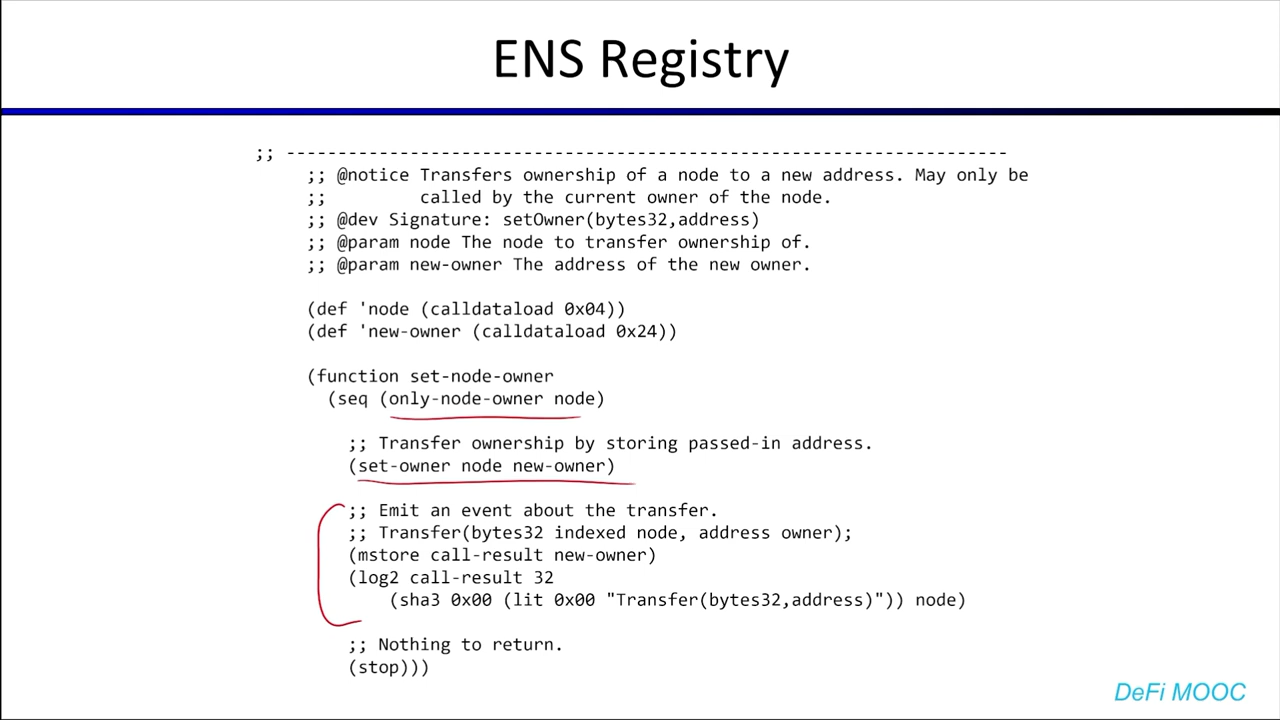 ENS Registry
;; ----------------------------------------------------------------------
;; @notice Transfers ownership of a node to a new address. May only be
;;         called by the current owner of the node.
;; @dev Signature: setOwner(bytes32,address)
;; @param node The node to transfer ownership of.
;; @param new-owner The address of the new owner.
(def 'node (calldataload 0x04))
(def 'new-owner (calldataload 0x24))
(function set-node-owner
(seq (only-node-owner node)
;; Transfer ownership by storing passed-in address.
(set-owner node new-owner)
;; Emit an event about the transfer.
;; Transfer(bytes32 indexed node, address owner);
(mstore call-result new-owner)
(log2 call-result 32
(sha3 0x00 (lit 0x00 "Transfer(bytes32,address)")) node)
;; Nothing to return.
(stop)))
DeFi MOOC